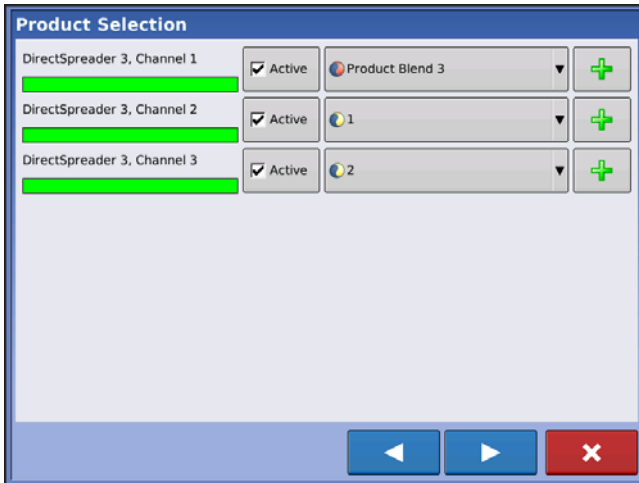 Product Selection
DirectSpreader 3, Channel 1
Active
Product Blend 3
DirectSpreader 3, Channel 2
Active
1
DirectSpreader 3, Channel 3
Active
2